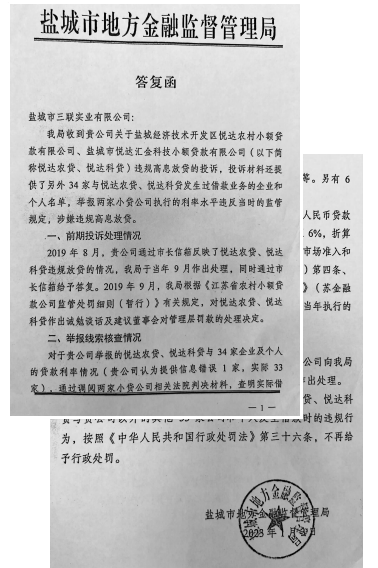 盐城市地方金融监督管理局
答复函
盐城市三联实业有限公司：
我局收到贵公司关于盐城经济技术开发区悦达农村小额贷
款有限公司、盐城市悦达汇金科技小额贷款有限公司（以下简
称悦达农贷、悦达科贷）违规高息放贷的投诉，投诉材料还提
供了另外 34 家与悦达农贷、悦达科贷发生过借款业务的企业和
个人名单，举报两家小贷公司执行的利率水平违反当时的监管
规定，涉嫌违规高息放贷。
一、前期投诉处理情况
2019 年 8 月，贵公司通过市长信箱反映了悦达农贷、悦达
科贷违规放贷的情况，我局于当年 9 月作出处理，同时通过市
长信箱给予答复。2019 年 9 月，我局根据《江苏省农村小额贷
款公司监管处罚细则（暂行）》有关规定，对悦达农贷、悦达
科贷作出诫勉谈话及建议董事会对管理层罚款的处理决定。
二、举报线索核查情况
对于贵公司举报的悦达农贷、悦达科贷与 34 家企业及个人
的贷款利率情况（贵公司认为提供信息错误 1 家，实际 33
家），通过调阅两家小贷公司相关法院判决材料，查明实际借
— 1 —
等。另有 6
人民币贷款
6%，折算
市场准入和
）第四条、
》（苏金融
当年执行的
公司向我局
作出处理。
贷、悦达科
时的违规行
为，按照《中华人民共和国行政处罚法》第三十六条，不再给
予行政处罚。
盐城市地方金融监督管理局